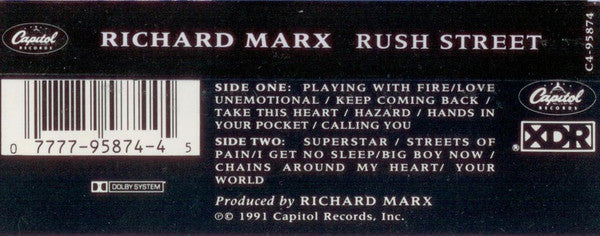 Capitol
RECORDS
RICHARD MARX RUSH STREET
C4-95874
0 7777-95874-4 5
DOLBY SYSTEM
SIDE ONE: PLAYING WITH FIRE/LOVE
UNEMOTIONAL / KEEP COMING BACK /
TAKE THIS HEART / HAZARD / HANDS IN
YOUR POCKET / CALLING YOU
SIDE TWO: SUPERSTAR / STREETS OF
PAIN/I GET NO SLEEP/BIG BOY NOW /
CHAINS AROUND MY HEART/ YOUR
WORLD
Produced by RICHARD MARX
℗© 1991 Capitol Records, Inc.
Capitol
RECORDS
XDR
®